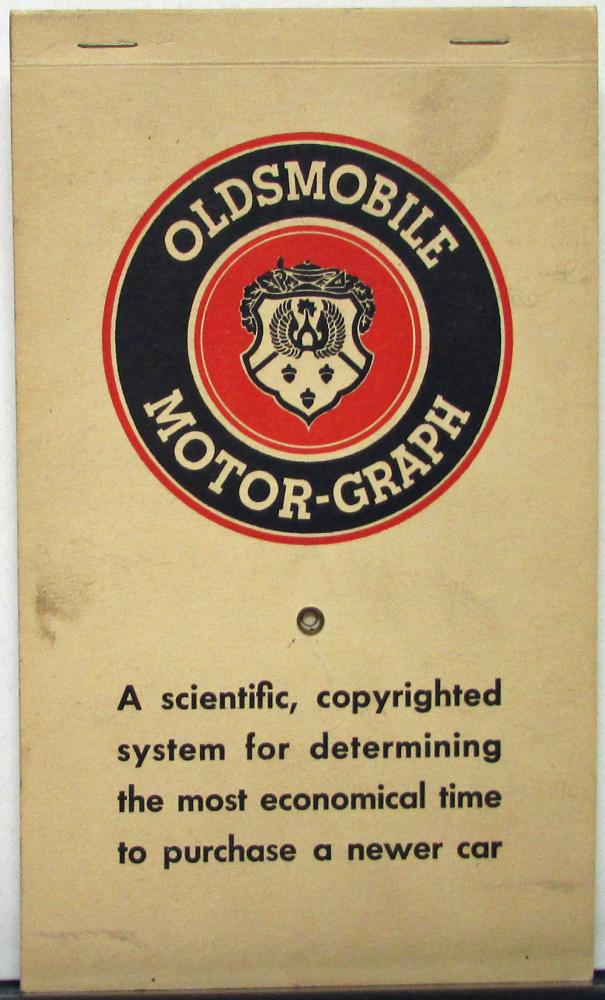 OLDSMOBILE
MOTOR-GRAPH
A scientific, copyrighted
system for determining
the most economical time
to purchase a newer car